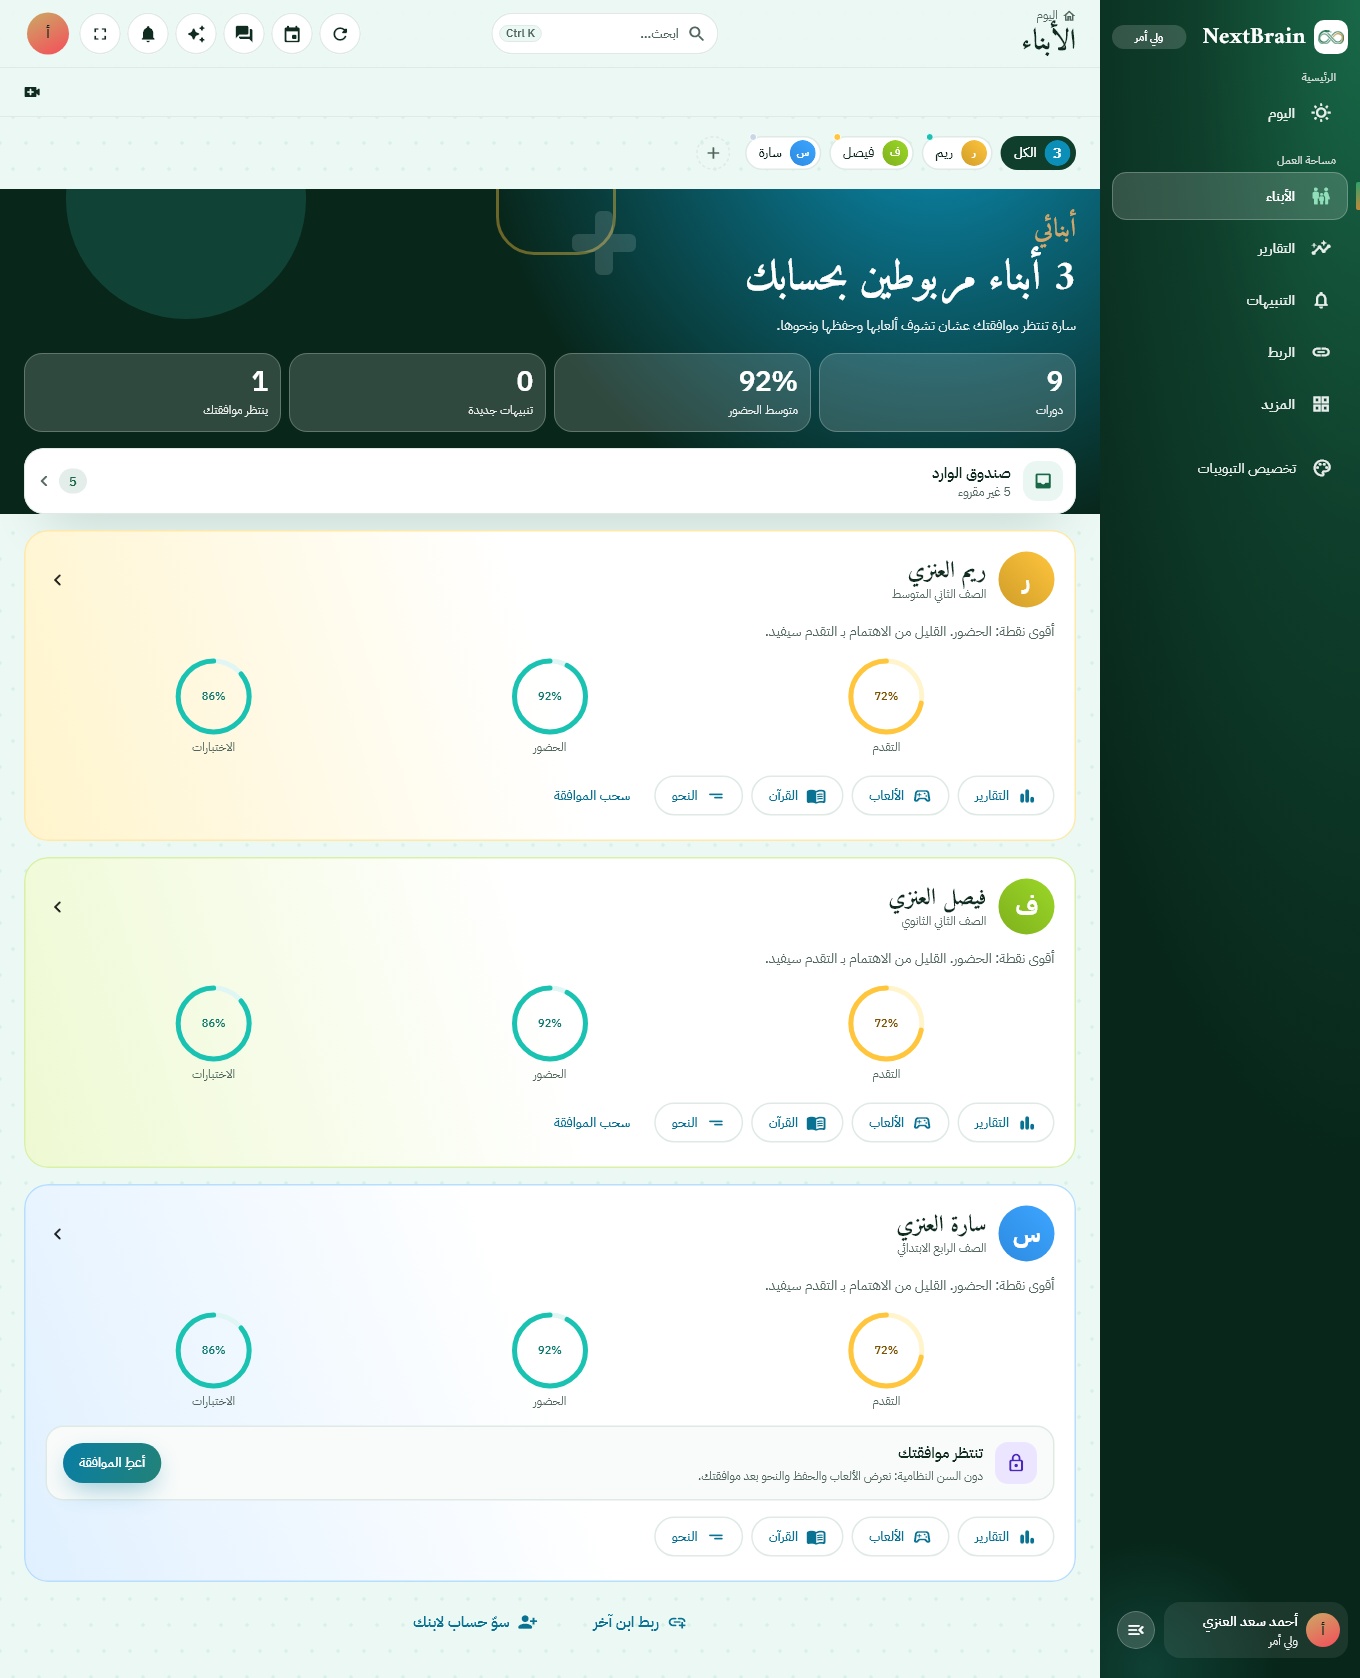 NextBrain
ولي أمر
الرئيسية
اليوم
مساحة العمل
الأبناء
التقارير
التنبيهات
الربط
المزيد
تخصيص التبويبات
أحمد سعد العنزي
ولي أمر
أ
اليوم
الأبناء
ابحث...
Ctrl K
أ
3 الكل
ر ريم
ف فيصل
س سارة
أبنائي
3 أبناء مربوطين بحسابك
سارة تنتظر موافقتك عشان تشوف ألعابها وحفظها ونحوها.
9
دورات
92%
متوسط الحضور
0
تنبيهات جديدة
1
ينتظر موافقتك
صندوق الوارد
5 غير مقروء
5
ر
ريم العنزي
الصف الثاني المتوسط
أقوى نقطة: الحضور. القليل من الاهتمام بـ التقدم سيفيد.
72%
التقدم
92%
الحضور
86%
الاختبارات
التقارير
الألعاب
القرآن
النحو
سحب الموافقة
ف
فيصل العنزي
الصف الثاني الثانوي
أقوى نقطة: الحضور. القليل من الاهتمام بـ التقدم سيفيد.
72%
التقدم
92%
الحضور
86%
الاختبارات
التقارير
الألعاب
القرآن
النحو
سحب الموافقة
س
سارة العنزي
الصف الرابع الابتدائي
أقوى نقطة: الحضور. القليل من الاهتمام بـ التقدم سيفيد.
72%
التقدم
92%
الحضور
86%
الاختبارات
تنتظر موافقتك
دون السن النظامية: نعرض الألعاب والحفظ والنحو بعد موافقتك.
أعطِ الموافقة
التقارير
الألعاب
القرآن
النحو
ربط ابن آخر
سوّ حساب لابنك